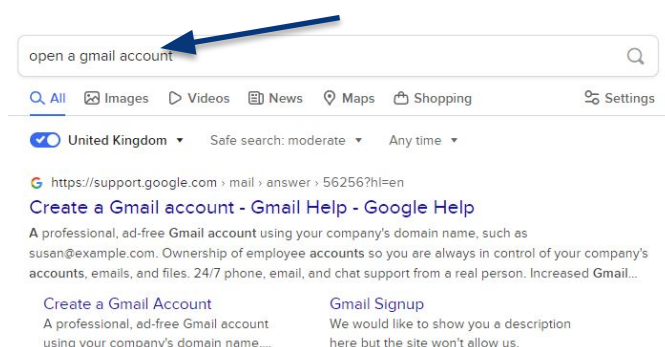 open a gmail account
All Images Videos News Maps Shopping Settings
United Kingdom Safe search: moderate Any time
https://support.google.com › mail › answer › 56256?hl=en
Create a Gmail account - Gmail Help - Google Help
A professional, ad-free Gmail account using your company's domain name, such as
susan@example.com. Ownership of employee accounts so you are always in control of your company's
accounts, emails, and files. 24/7 phone, email, and chat support from a real person. Increased Gmail...
Create a Gmail Account Gmail Signup
A professional, ad-free Gmail account We would like to show you a description
using your company's domain name,... here but the site won't allow us.